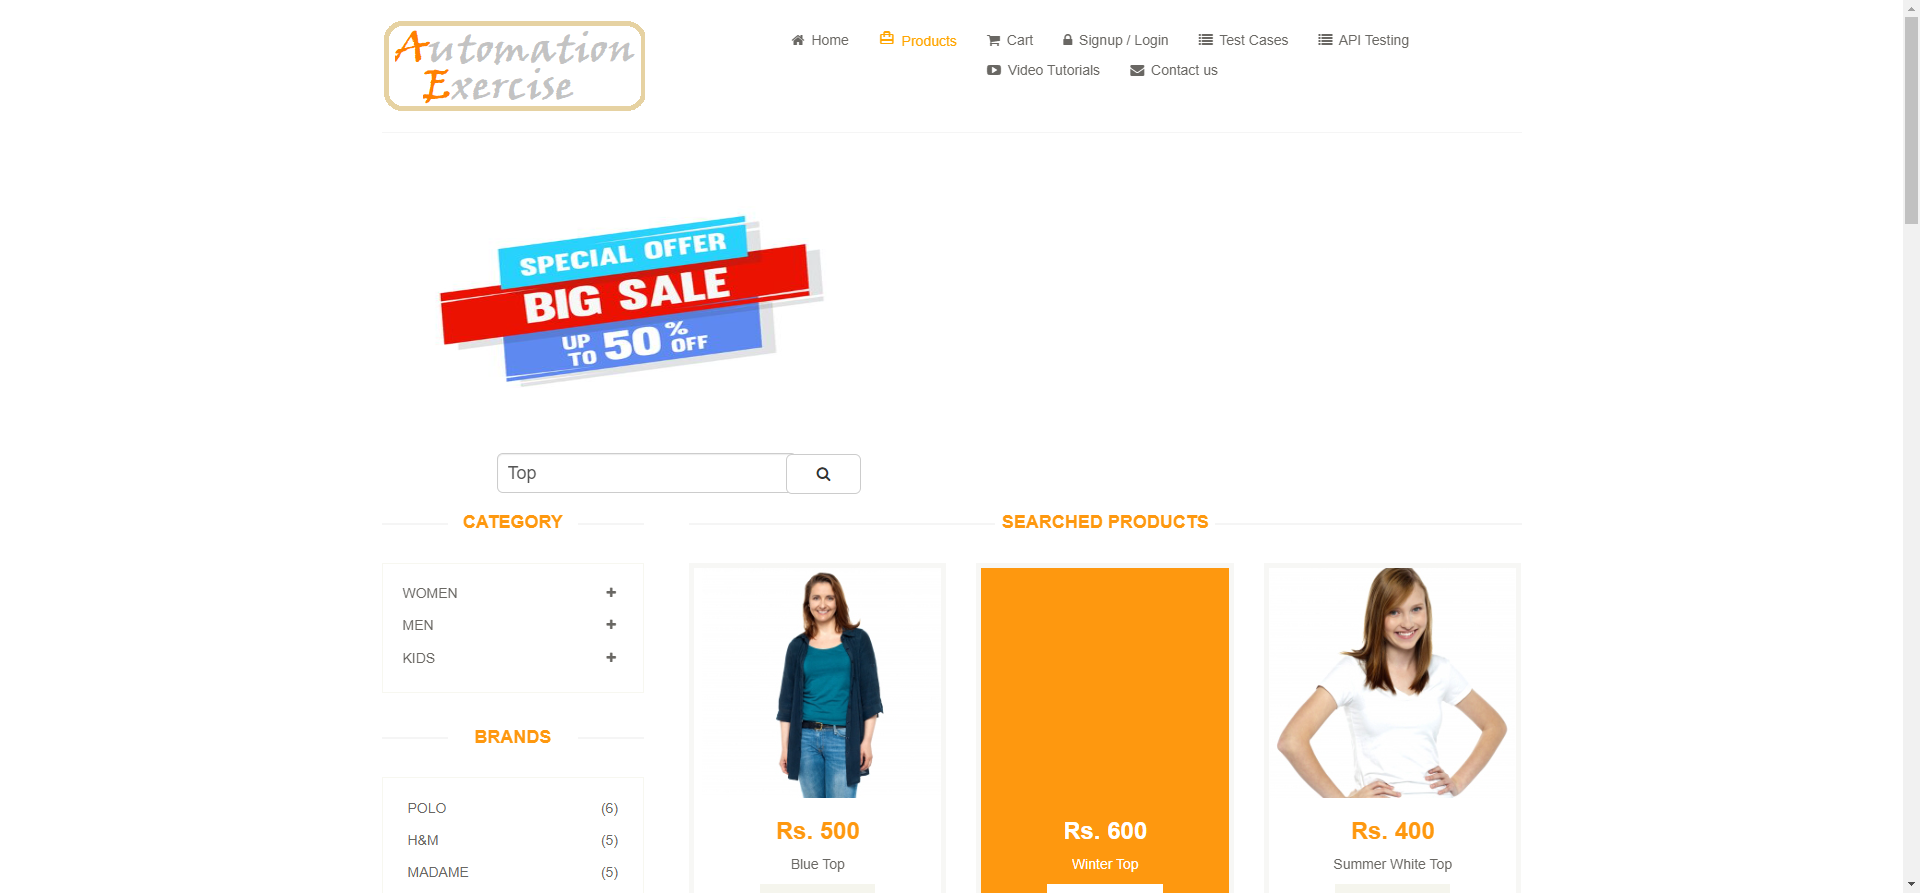 Automation
Exercise
Home
Products
Cart
Signup / Login
Test Cases
API Testing
Video Tutorials
Contact us
SPECIAL OFFER
BIG SALE
UP TO 50% OFF
Top
CATEGORY
WOMEN
MEN
KIDS
BRANDS
POLO (6)
H&M (5)
MADAME (5)
SEARCHED PRODUCTS
Rs. 500
Blue Top
Rs. 600
Winter Top
Rs. 400
Summer White Top